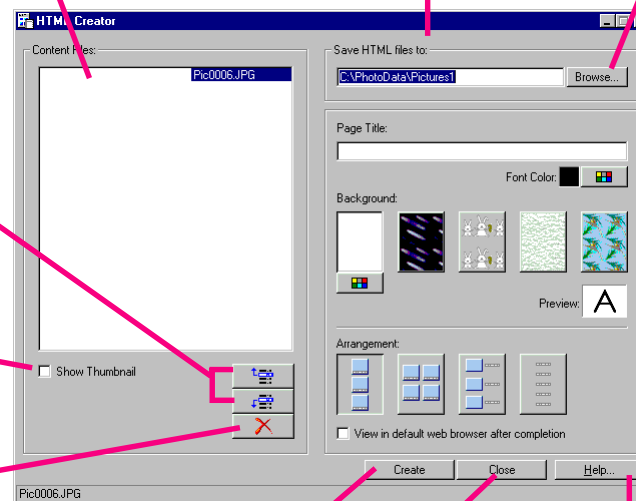 HTML Creator
Content Files:
Pic0006.JPG
Show Thumbnail
Save HTML files to:
C:\PhotoData\Pictures1
Browse...
Page Title:
Font Color:
Background:
Preview: A
Arrangement:
View in default web browser after completion
Create
Close
Help...
Pic0006.JPG